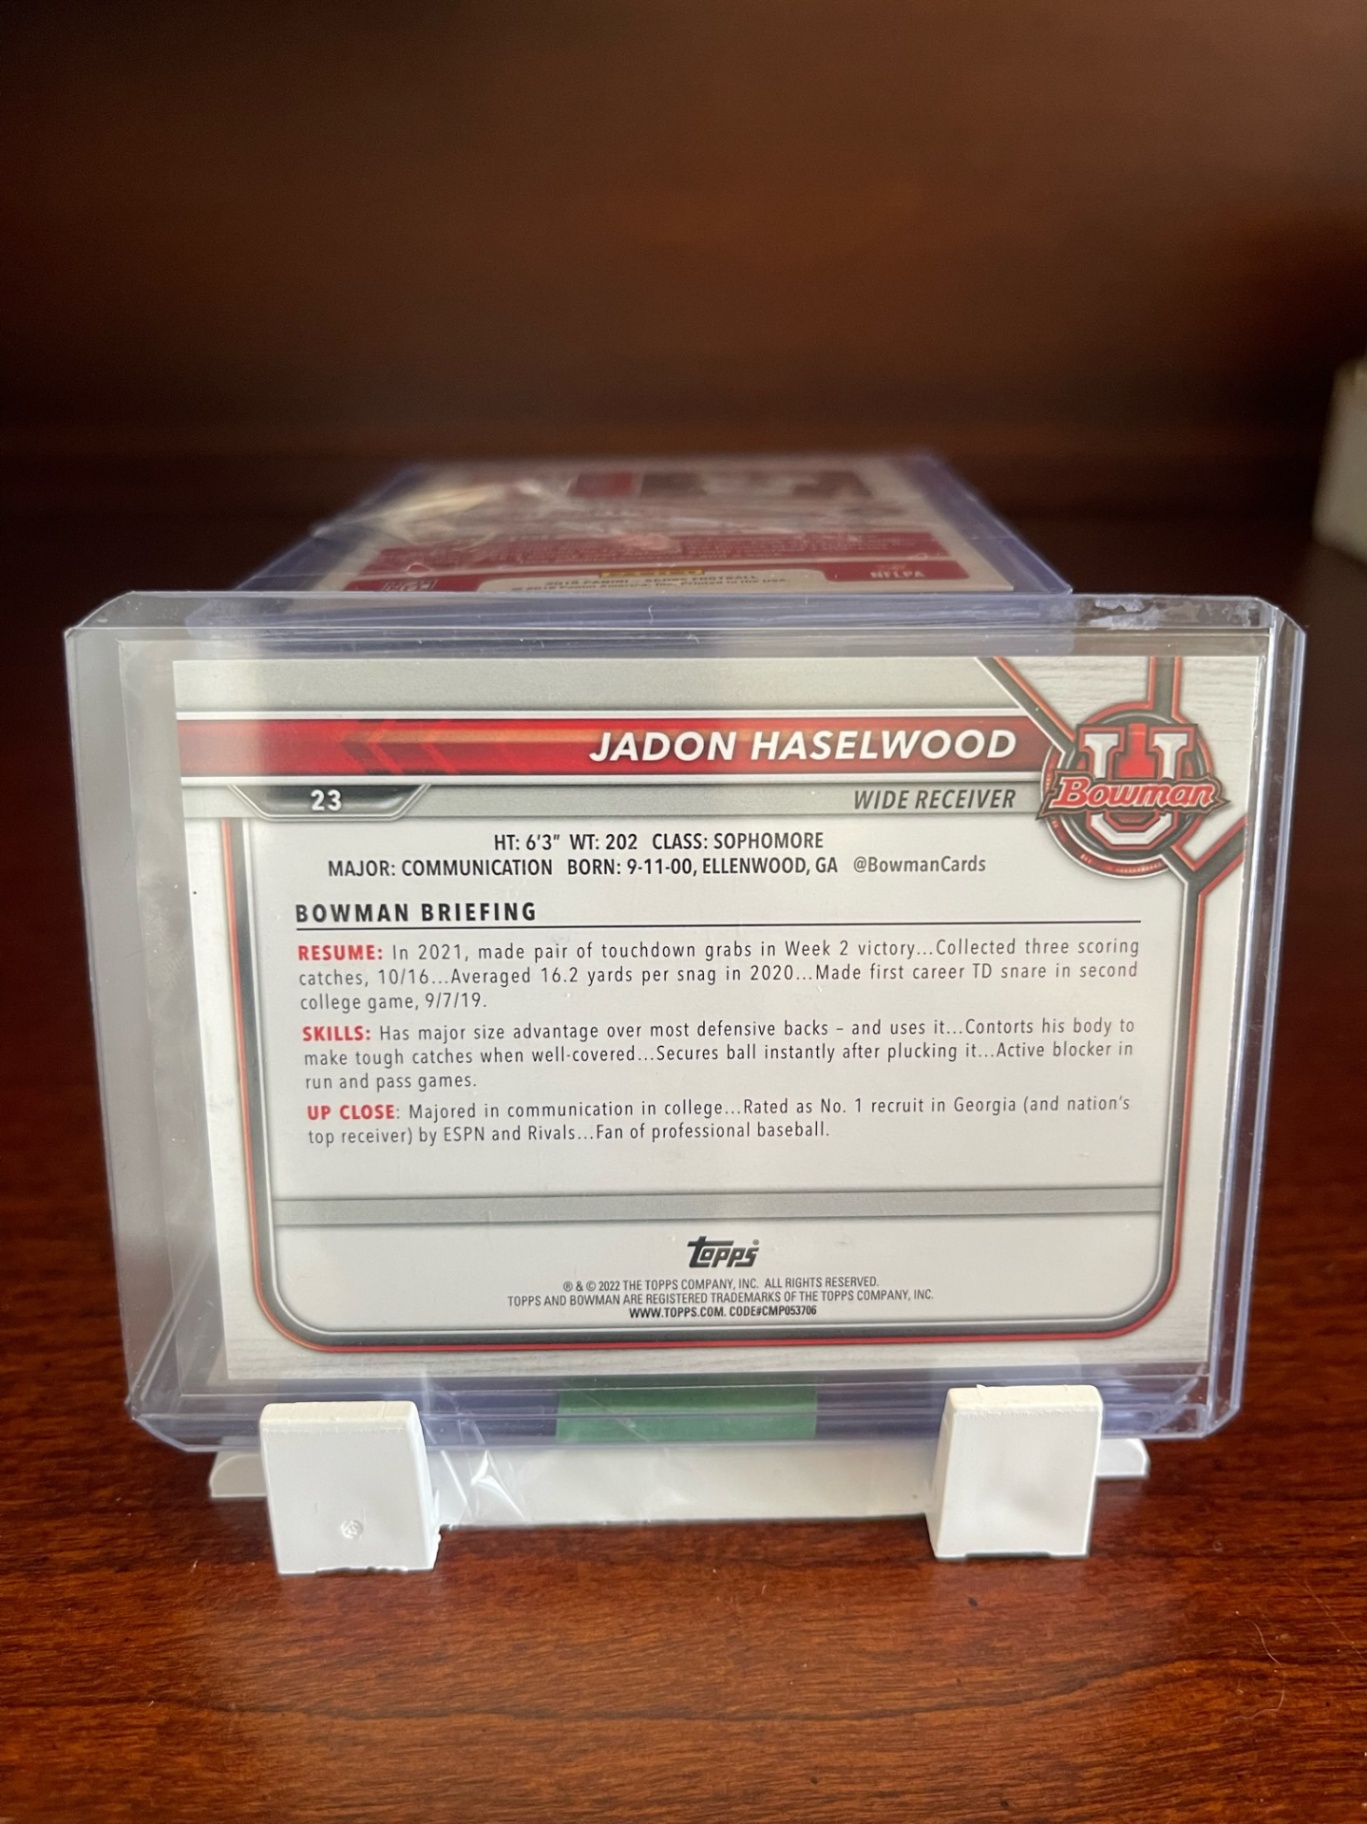 2018 PANINI - SCORE FOOTBALL
NFLPA
JADON HASELWOOD
23
WIDE RECEIVER
U
Bowman
HT: 6'3" WT: 202 CLASS: SOPHOMORE
MAJOR: COMMUNICATION BORN: 9-11-00, ELLENWOOD, GA @BowmanCards
BOWMAN BRIEFING
RESUME: In 2021, made pair of touchdown grabs in Week 2 victory...Collected three scoring
catches, 10/16...Averaged 16.2 yards per snag in 2020...Made first career TD snare in second
college game, 9/7/19.
SKILLS: Has major size advantage over most defensive backs – and uses it...Contorts his body to
make tough catches when well-covered...Secures ball instantly after plucking it...Active blocker in
run and pass games.
UP CLOSE: Majored in communication in college...Rated as No. 1 recruit in Georgia (and nation's
top receiver) by ESPN and Rivals...Fan of professional baseball.
topps
® & © 2022 THE TOPPS COMPANY, INC. ALL RIGHTS RESERVED.
TOPPS AND BOWMAN ARE REGISTERED TRADEMARKS OF THE TOPPS COMPANY, INC.
WWW.TOPPS.COM. CODE#CMP053706